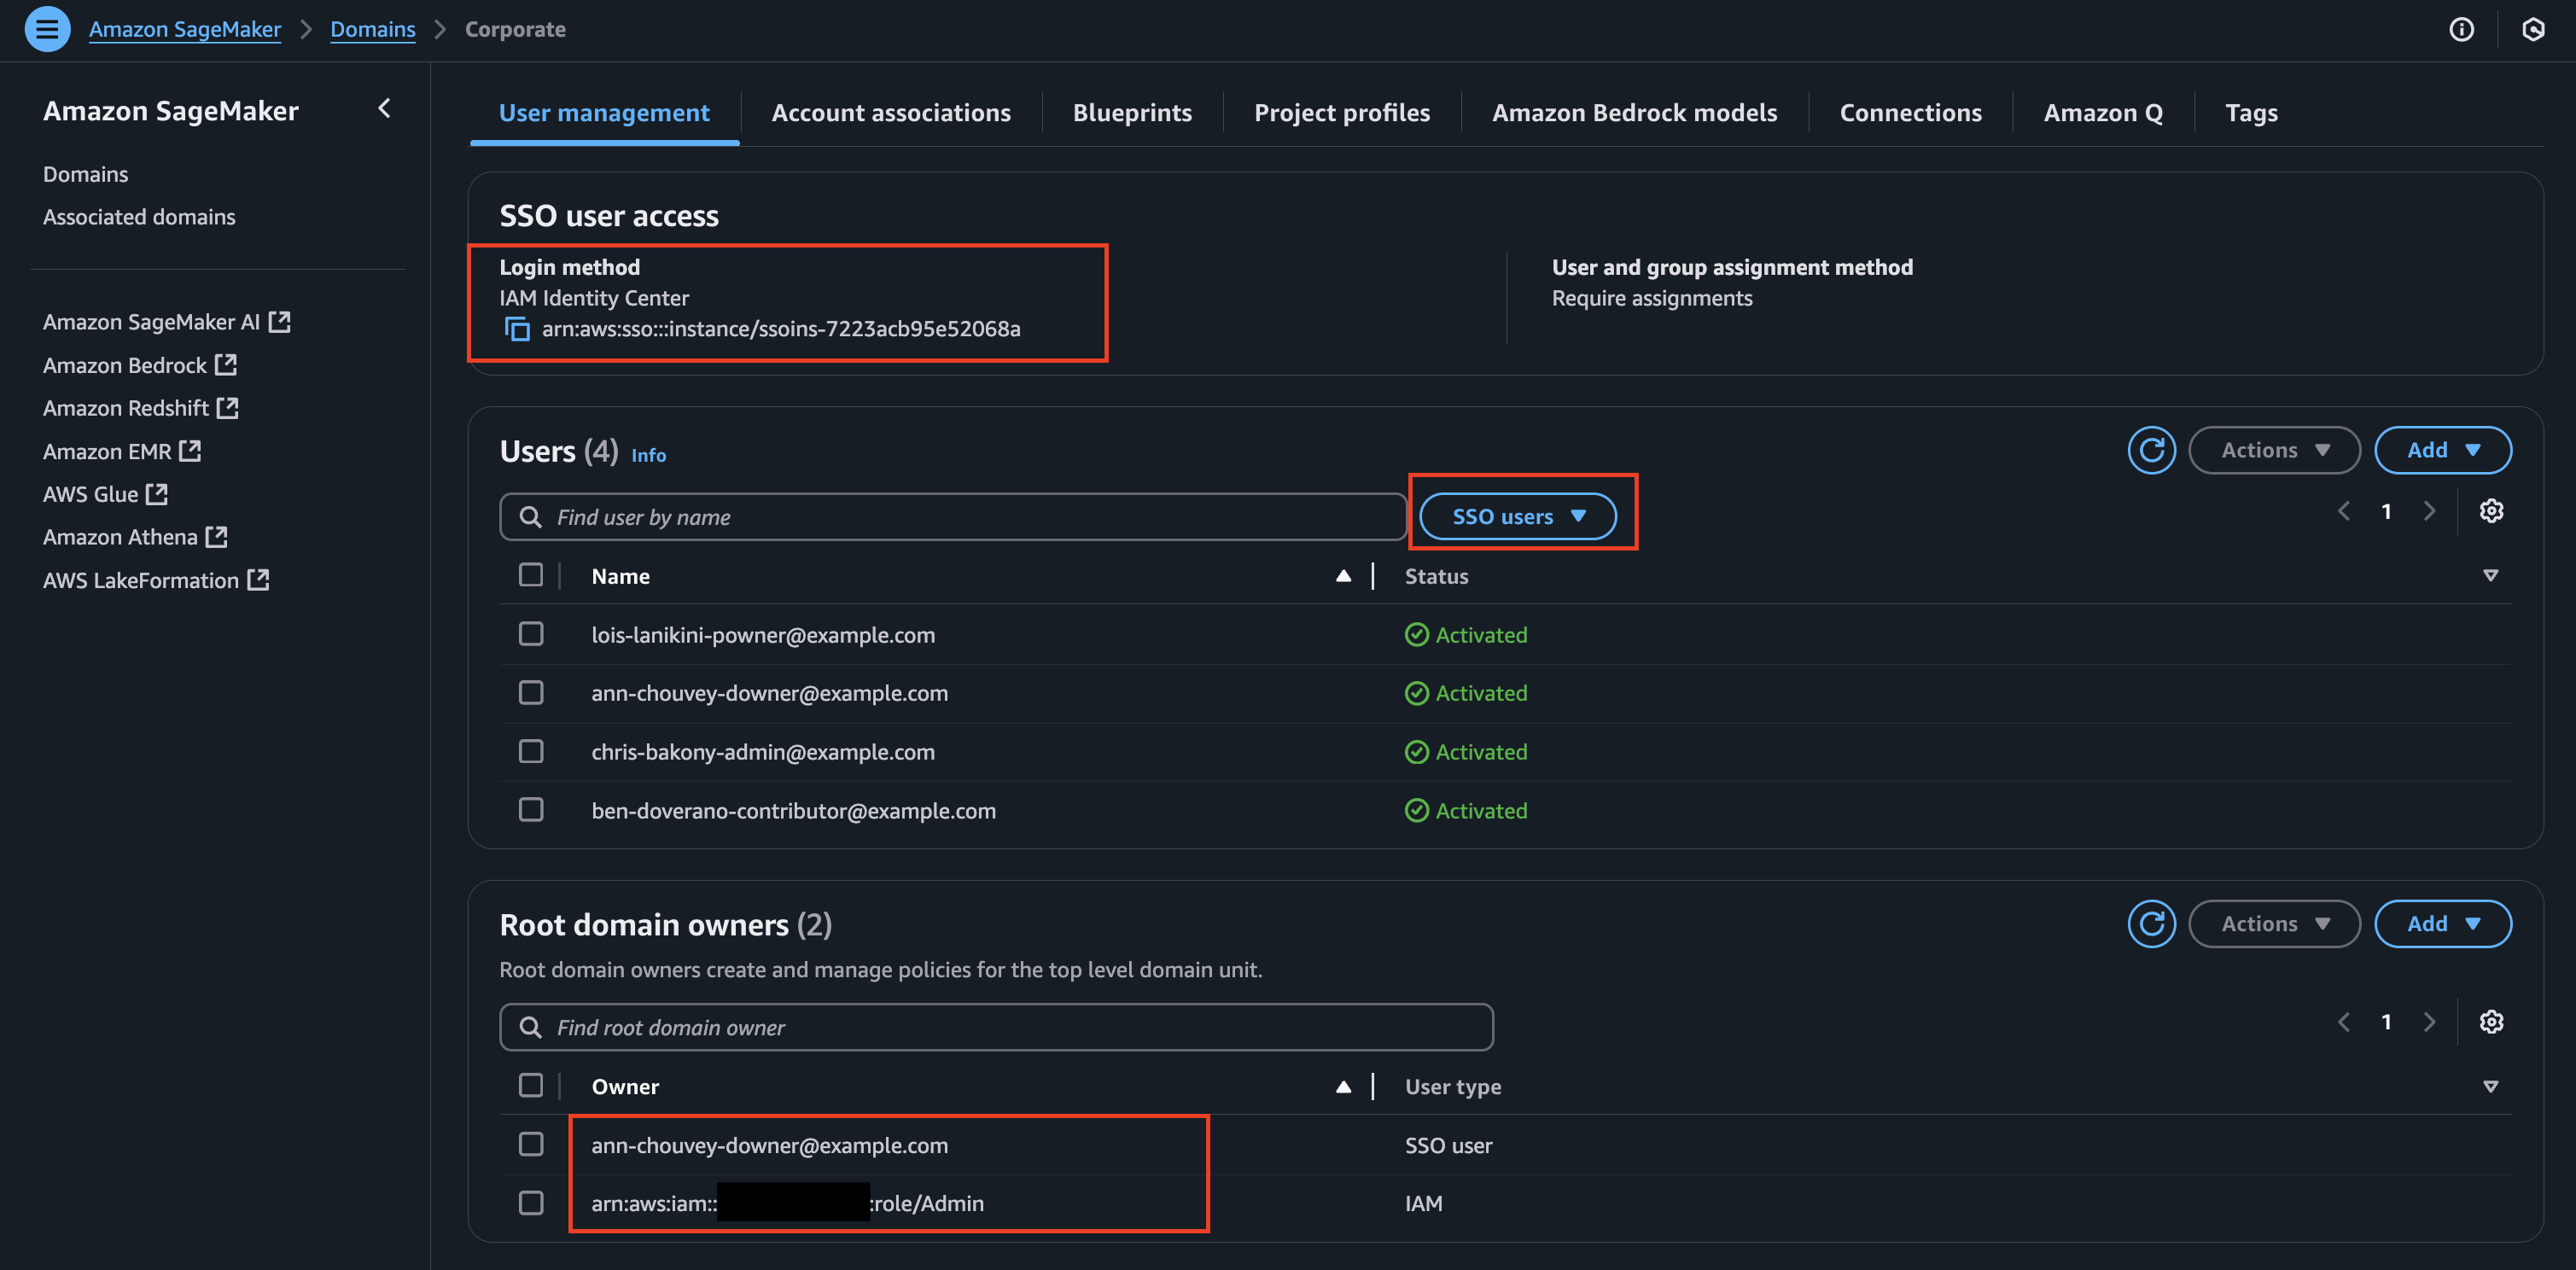 Amazon SageMaker > Domains > Corporate
Amazon SageMaker
Domains
Associated domains
Amazon SageMaker AI
Amazon Bedrock
Amazon Redshift
Amazon EMR
AWS Glue
Amazon Athena
AWS LakeFormation
User management Account associations Blueprints Project profiles Amazon Bedrock models Connections Amazon Q Tags
SSO user access
Login method
IAM Identity Center
arn:aws:sso:::instance/ssoins-7223acb95e52068a
User and group assignment method
Require assignments
Users (4) Info
Actions Add
Find user by name SSO users 1
Name Status
lois-lanikini-powner@example.com Activated
ann-chouvey-downer@example.com Activated
chris-bakony-admin@example.com Activated
ben-doverano-contributor@example.com Activated
Root domain owners (2)
Actions Add
Root domain owners create and manage policies for the top level domain unit.
Find root domain owner 1
Owner User type
ann-chouvey-downer@example.com SSO user
arn:aws:iam:: :role/Admin IAM